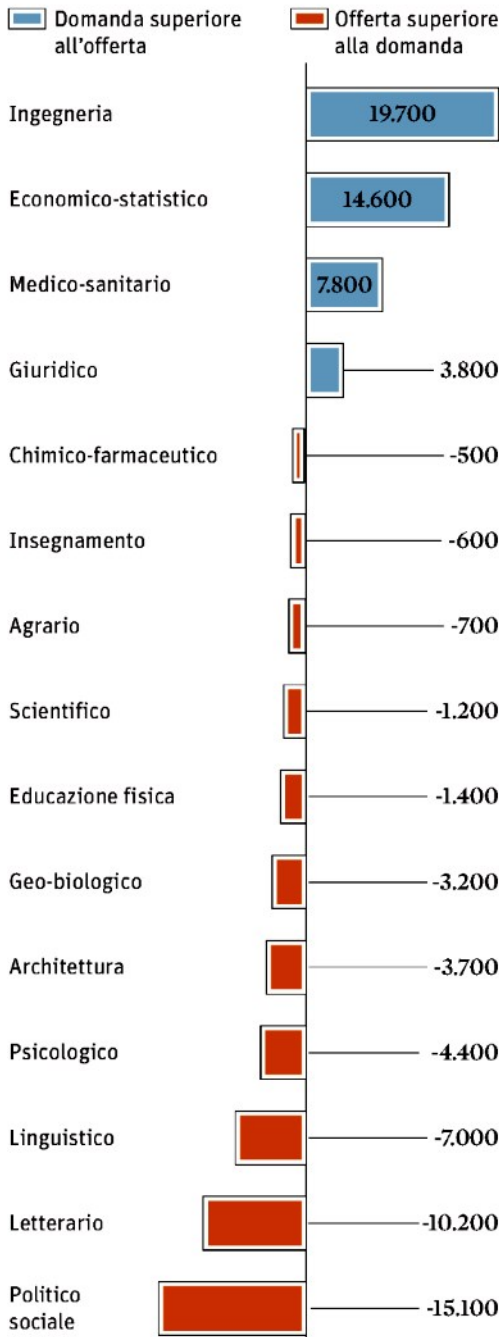 Domanda superiore
all'offerta
Offerta superiore
alla domanda
Ingegneria 19.700
Economico-statistico 14.600
Medico-sanitario 7.800
Giuridico 3.800
Chimico-farmaceutico -500
Insegnamento -600
Agrario -700
Scientifico -1.200
Educazione fisica -1.400
Geo-biologico -3.200
Architettura -3.700
Psicologico -4.400
Linguistico -7.000
Letterario -10.200
Politico
sociale -15.100